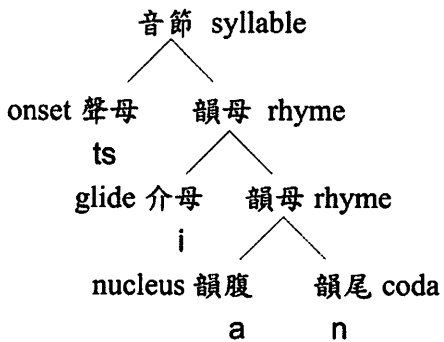 音節 syllable
onset 聲母 韻母 rhyme
ts
glide 介母 韻母 rhyme
i
nucleus 韻腹 韻尾 coda
a n